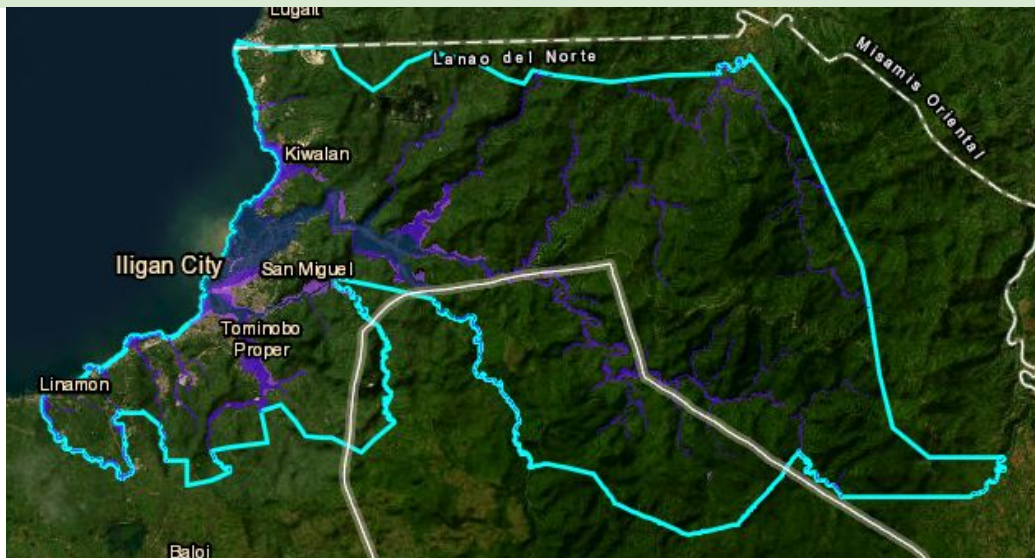 Lugait
Lanao del Norte
Misamis Oriental
Kiwalan
Iligan City
San Miguel
Tominobo
Proper
Linamon
Baloi